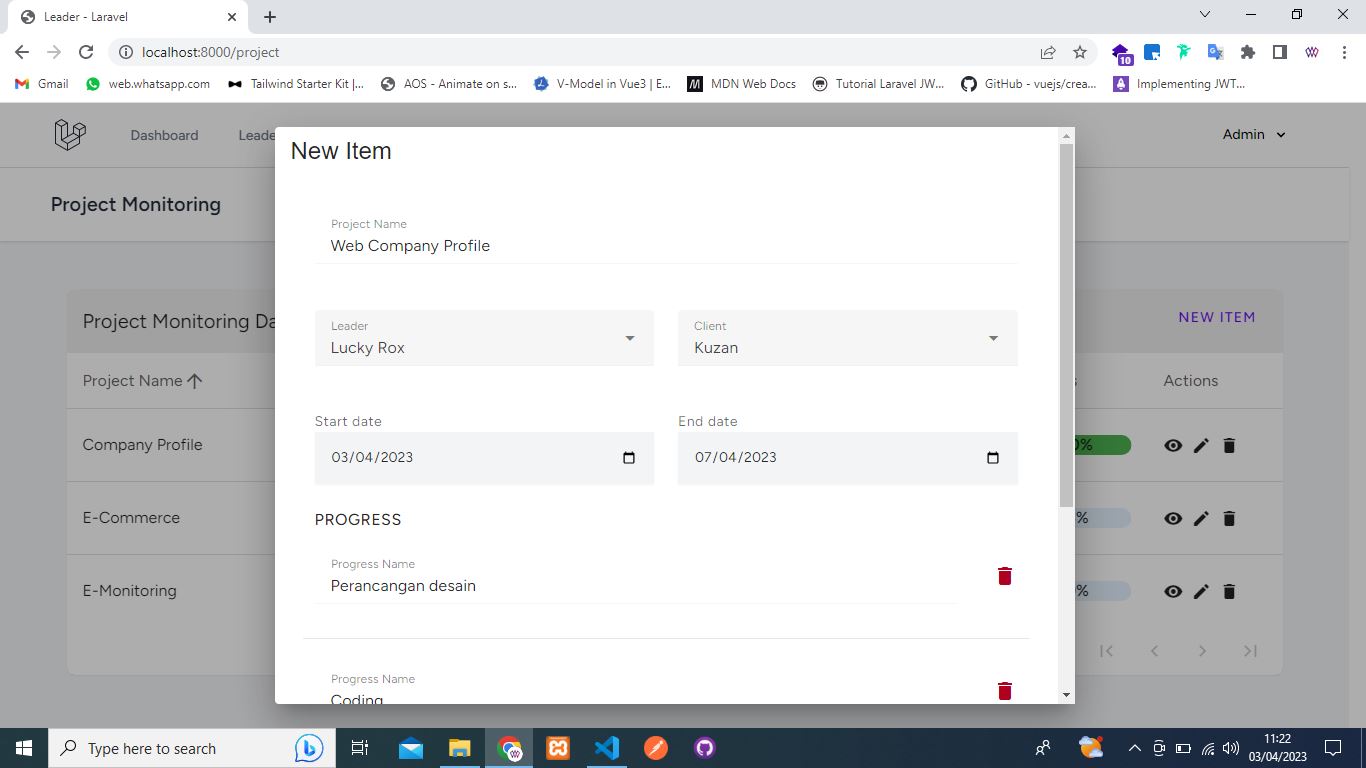 Leader - Laravel
localhost:8000/project
10
Gmail
web.whatsapp.com
Tailwind Starter Kit |...
AOS - Animate on s...
V-Model in Vue3 | E...
MDN Web Docs
Tutorial Laravel JW...
GitHub - vuejs/crea...
Implementing JWT...
Dashboard
Leade
Admin
New Item
Project Monitoring
Project Name
Web Company Profile
Project Monitoring Da
NEW ITEM
Leader
Lucky Rox
Client
Kuzan
Project Name
s
Actions
Start date
03/04/2023
End date
07/04/2023
Company Profile
0%
E-Commerce
%
PROGRESS
Progress Name
Perancangan desain
E-Monitoring
%
Progress Name
Coding
Type here to search
11:22
03/04/2023